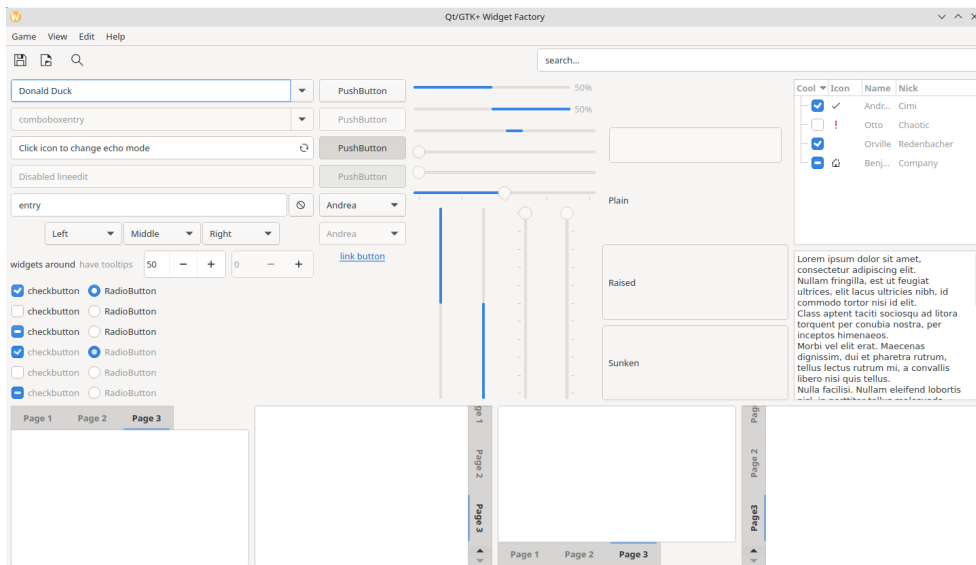 Qt/GTK+ Widget Factory
Game View Edit Help
search...
Donald Duck
PushButton
50%
comboboxentry
PushButton
50%
Click icon to change echo mode
PushButton
Disabled lineedit
PushButton
entry
Andrea
Left Middle Right
Andrea
widgets around have tooltips 50 − + 0 − +
link button
checkbutton RadioButton
checkbutton RadioButton
checkbutton RadioButton
checkbutton RadioButton
checkbutton RadioButton
checkbutton RadioButton
Plain
Raised
Sunken
Cool Icon Name Nick
Andr... Cimi
! Otto Chaotic
Orville Redenbacher
Benj... Company
Lorem ipsum dolor sit amet,
consectetur adipiscing elit.
Nullam fringilla, est ut feugiat
ultrices, elit lacus ultricies nibh, id
commodo tortor nisi id elit.
Class aptent taciti sociosqu ad litora
torquent per conubia nostra, per
inceptos himenaeos.
Morbi vel elit erat. Maecenas
dignissim, dui et pharetra rutrum,
tellus lectus rutrum mi, a convallis
libero nisi quis tellus.
Nulla facilisi. Nullam eleifend lobortis
Page 1 Page 2 Page 3
Page 2
Page 3
Page 1 Page 2 Page 3
Page 2
Page3